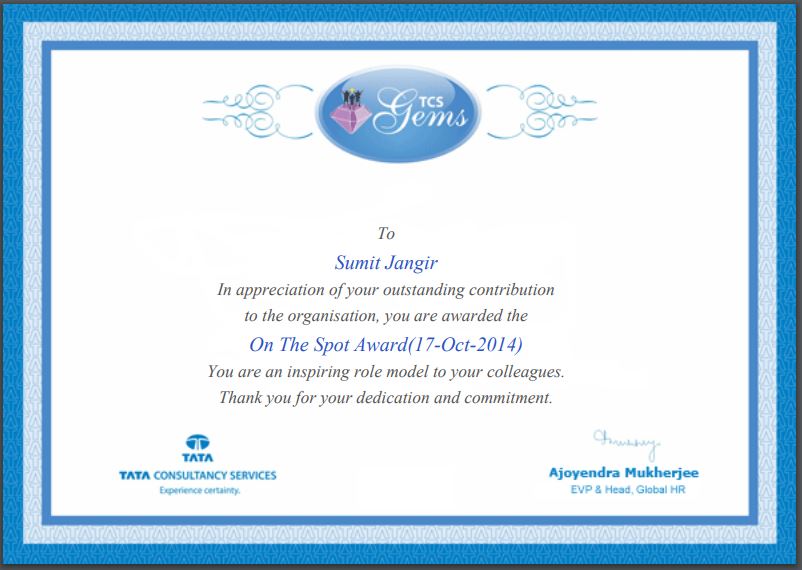 TCS
Gems
To
Sumit Jangir
In appreciation of your outstanding contribution
to the organisation, you are awarded the
On The Spot Award(17-Oct-2014)
You are an inspiring role model to your colleagues.
Thank you for your dedication and commitment.
TATA
TATA CONSULTANCY SERVICES
Experience certainty.
Ajoyendra Mukherjee
EVP & Head, Global HR